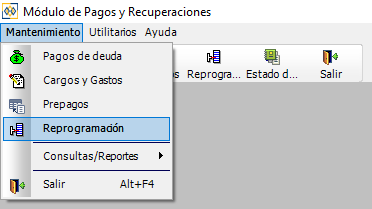 Módulo de Pagos y Recuperaciones
Mantenimiento Utilitarios Ayuda
Pagos de deuda
Cargos y Gastos
os Reprogra... Estado d... Salir
Prepagos
Reprogramación
Consultas/Reportes
Salir Alt+F4